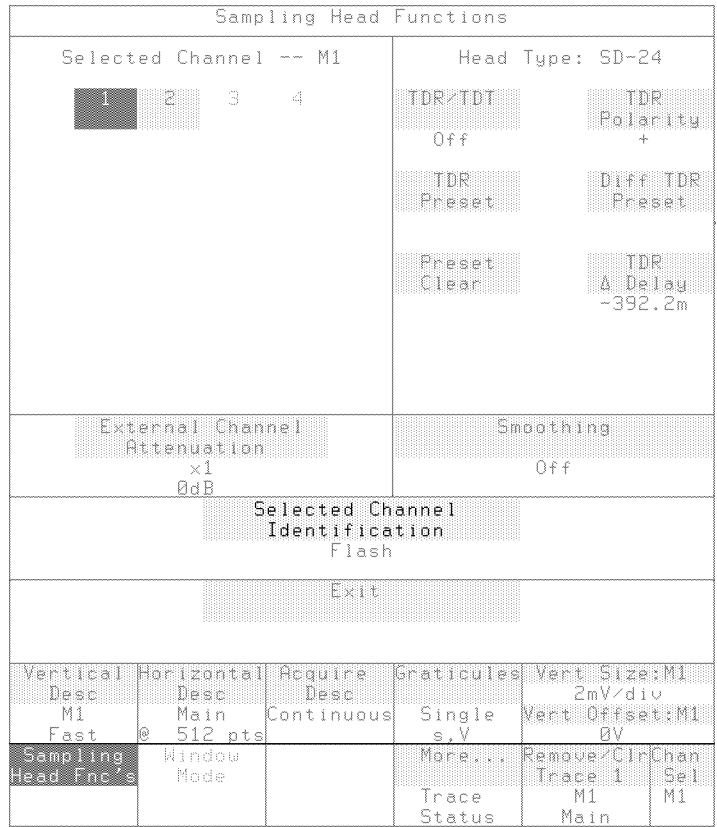 Sampling Head Functions
Selected Channel -- M1
1 2 3 4
Head Type: SD-24
TDR/TDT
Off
TDR
Polarity
+
TDR
Preset
Diff TDR
Preset
Preset
Clear
TDR
Δ Delay
-392.2m
External Channel
Attenuation
x1
0dB
Smoothing
Off
Selected Channel
Identification
Flash
Exit
Vertical
Desc
M1
Fast
Horizontal
Desc
Main
@ 512 pts
Acquire
Desc
Continuous
Graticules
Single
s,V
Vert Size:M1
2mV/div
Vert Offset:M1
0V
Sampling
Head Fnc's
Window
Mode
More...
Trace
Status
Remove/Clr
Trace 1
M1
Main
Chan
Sel
M1